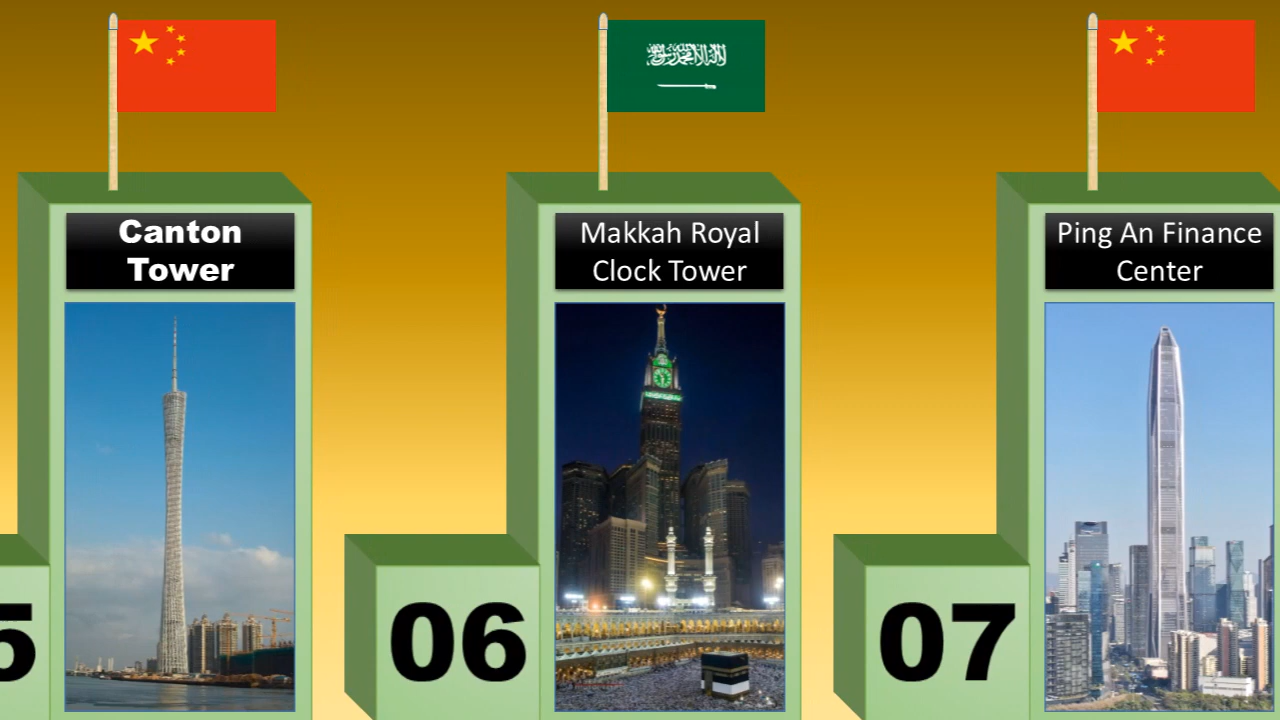 Canton
Tower
Makkah Royal
Clock Tower
Ping An Finance
Center
5
06
07